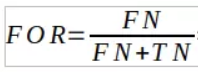 FOR = FN / (FN + TN)